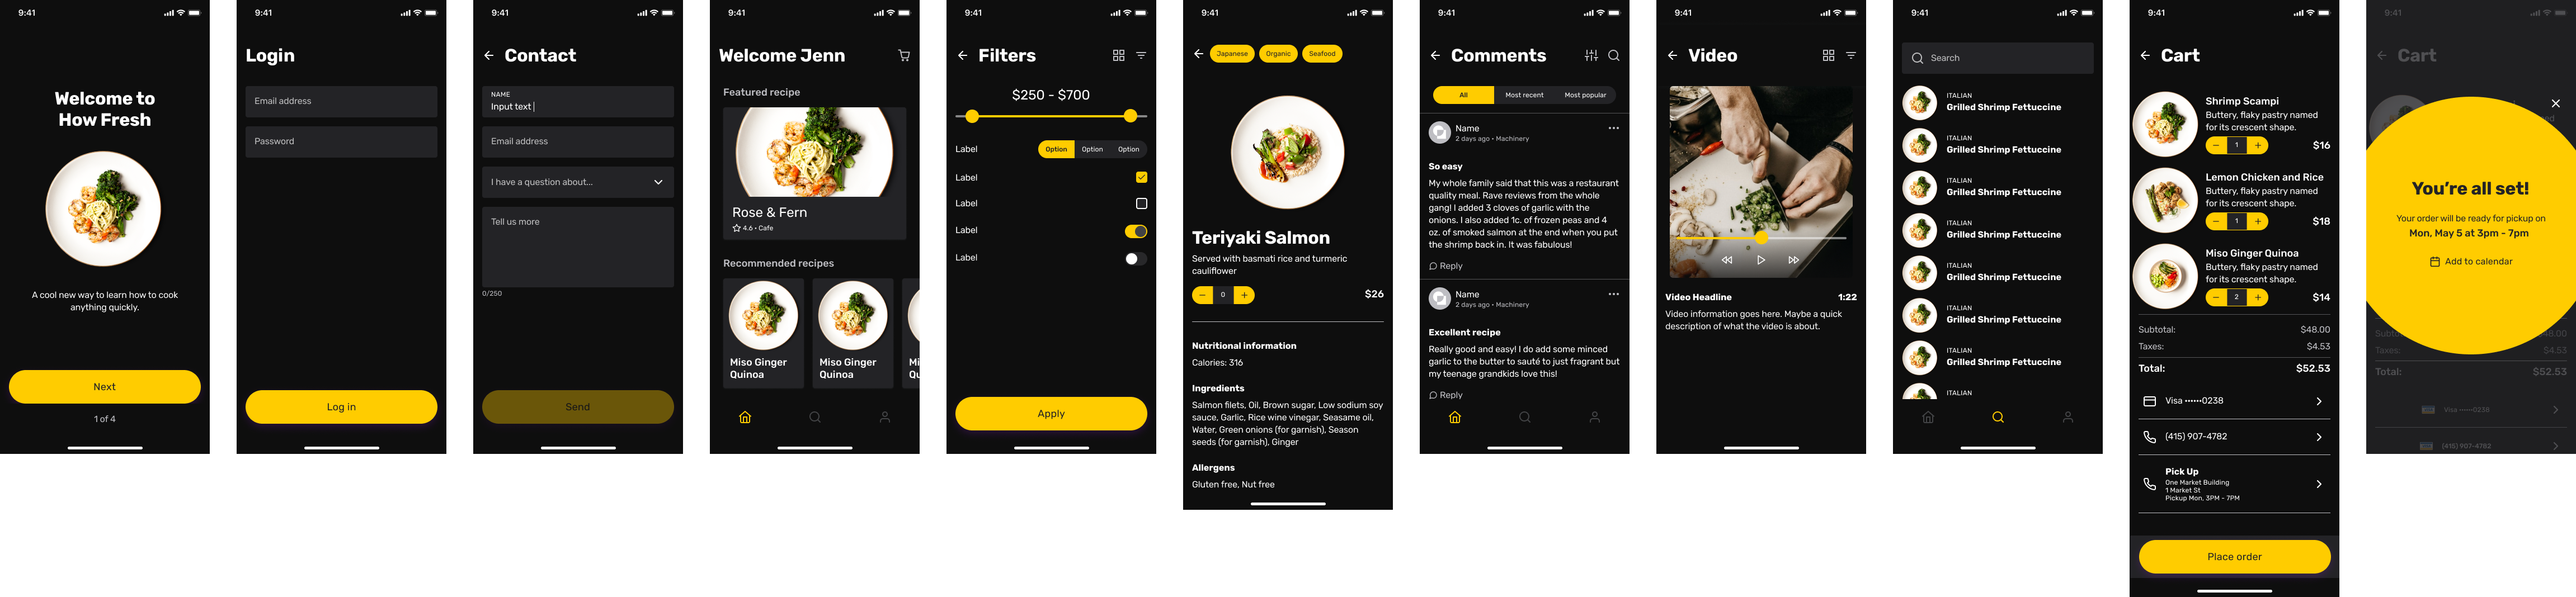 9:41
Welcome to
How Fresh
A cool new way to learn how to cook
anything quickly.
Next
1 of 4
9:41
Login
Email address
Password
Log in
9:41
Contact
NAME
Input text
Email address
I have a question about...
Tell us more
0/250
Send
9:41
Welcome Jenn
Featured recipe
Rose & Fern
4.6 • Cafe
Recommended recipes
Miso Ginger
Quinoa
Miso Ginger
Quinoa
Mi
Qu
9:41
Filters
$250 - $700
Label
Option
Option
Option
Label
Label
Label
Label
Apply
9:41
Japanese
Organic
Seafood
Teriyaki Salmon
Served with basmati rice and turmeric
cauliflower
0
$26
Nutritional information
Calories: 316
Ingredients
Salmon filets, Oil, Brown sugar, Low sodium soy
sauce, Garlic, Rice wine vinegar, Seasame oil,
Water, Green onions (for garnish), Season
seeds (for garnish), Ginger
Allergens
Gluten free, Nut free
9:41
Comments
All
Most recent
Most popular
Name
2 days ago • Machinery
So easy
My whole family said that this was a restaurant
quality meal. Rave reviews from the whole
gang! I added 3 cloves of garlic with the
onions. I also added 1c. of frozen peas and 4
oz. of smoked salmon at the end when you put
the shrimp back in. It was fabulous!
Reply
Name
2 days ago • Machinery
Excellent recipe
Really good and easy! I do add some minced
garlic to the butter to sauté to just fragrant but
my teenage grandkids love this!
Reply
9:41
Video
Video Headline
1:22
Video information goes here. Maybe a quick
description of what the video is about.
9:41
Search
ITALIAN
Grilled Shrimp Fettuccine
ITALIAN
Grilled Shrimp Fettuccine
ITALIAN
Grilled Shrimp Fettuccine
ITALIAN
Grilled Shrimp Fettuccine
ITALIAN
Grilled Shrimp Fettuccine
ITALIAN
Grilled Shrimp Fettuccine
ITALIAN
Grilled Shrimp Fettuccine
ITALIAN
9:41
Cart
Shrimp Scampi
Buttery, flaky pastry named
for its crescent shape.
1
$16
Lemon Chicken and Rice
Buttery, flaky pastry named
for its crescent shape.
1
$18
Miso Ginger Quinoa
Buttery, flaky pastry named
for its crescent shape.
2
$14
Subtotal:
$48.00
Taxes:
$4.53
Total:
$52.53
Visa ••••••0238
(415) 907-4782
Pick Up
One Market Building
1 Market St
Pickup Mon, 3PM - 7PM
Place order
9:41
Cart
You're all set!
Your order will be ready for pickup on
Mon, May 5 at 3pm - 7pm
Add to calendar
Taxes:
$4.53
Total:
$52.53
Visa ••••••0238
(415) 907-4782